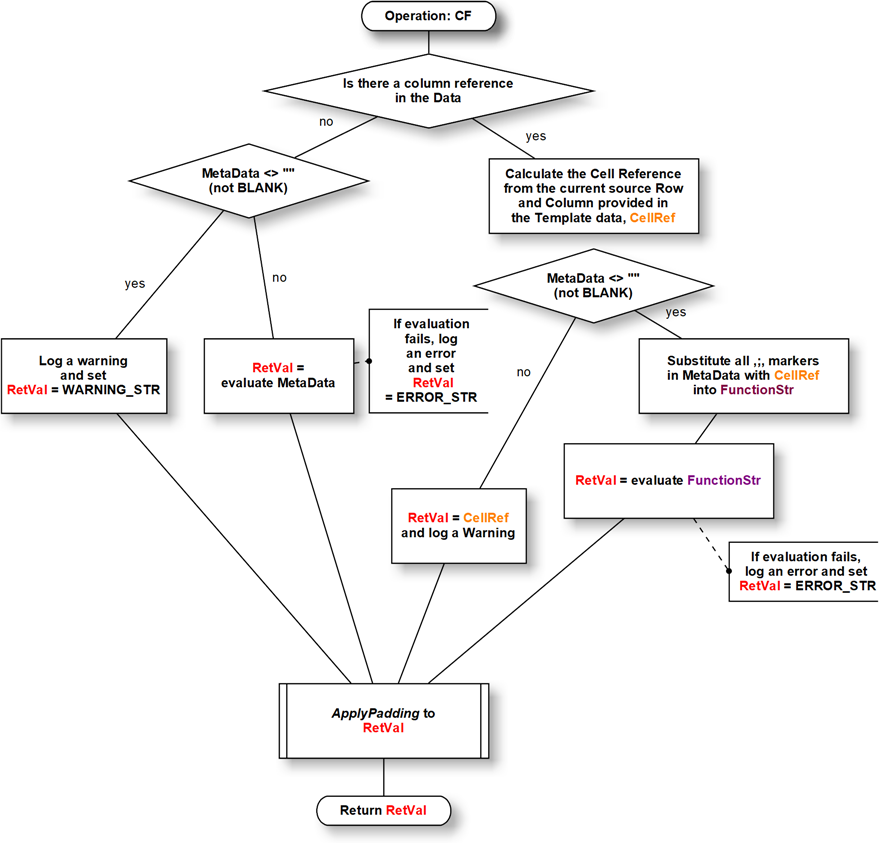 Operation: CF
Is there a column reference
in the Data
no
yes
MetaData <> ""
(not BLANK)
Calculate the Cell Reference
from the current source Row
and Column provided in
the Template data, CellRef
yes
no
MetaData <> ""
(not BLANK)
no
yes
Log a warning
and set
RetVal = WARNING_STR
RetVal =
evaluate MetaData
If evaluation
fails, log
an error
and set
RetVal
= ERROR_STR
Substitute all ,;, markers
in MetaData with CellRef
into FunctionStr
RetVal = evaluate FunctionStr
RetVal = CellRef
and log a Warning
If evaluation fails,
log an error and set
RetVal = ERROR_STR
ApplyPadding to
RetVal
Return RetVal